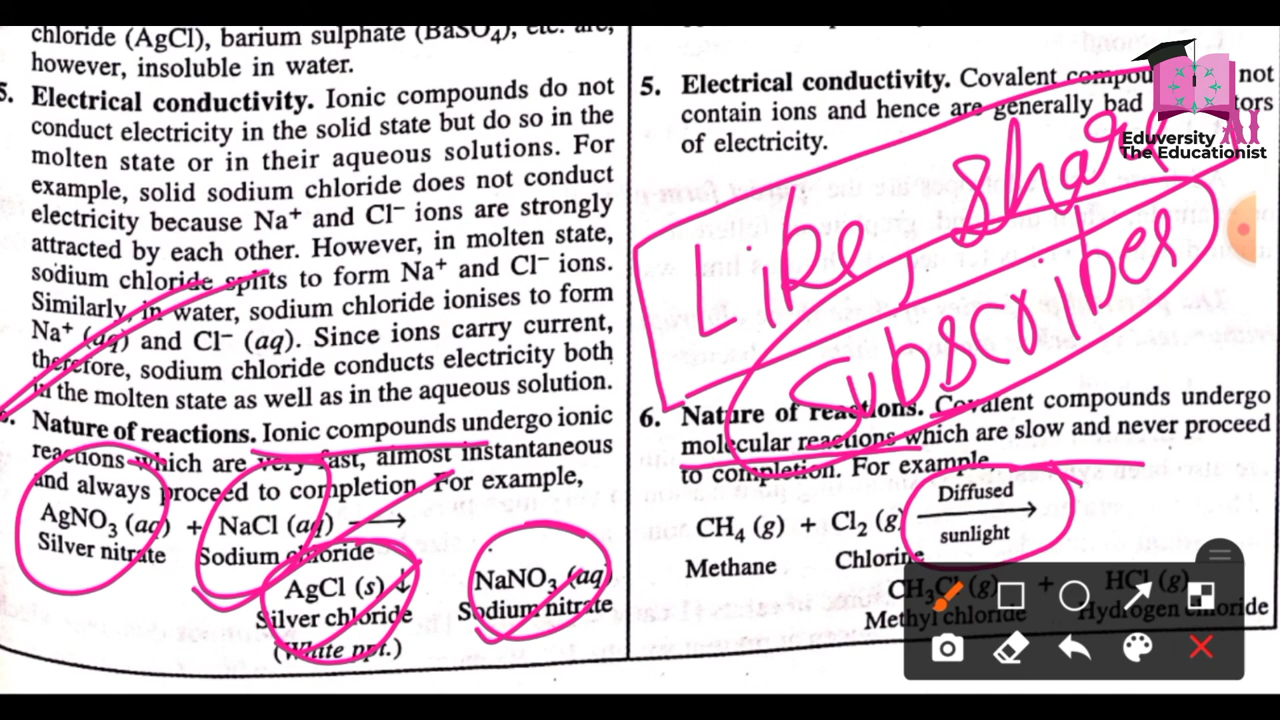 chloride (AgCl), barium sulphate (BaSO₄), etc. are,
however, insoluble in water.
5. Electrical conductivity. Ionic compounds do not
conduct electricity in the solid state but do so in the
molten state or in their aqueous solutions. For
example, solid sodium chloride does not conduct
electricity because Na⁺ and Cl⁻ ions are strongly
attracted by each other. However, in molten state,
sodium chloride splits to form Na⁺ and Cl⁻ ions.
Similarly, in water, sodium chloride ionises to form
Na⁺ (aq) and Cl⁻ (aq). Since ions carry current,
therefore, sodium chloride conducts electricity both
in the molten state as well as in the aqueous solution.
Nature of reactions. Ionic compounds undergo ionic
reactions which are very fast, almost instantaneous
and always proceed to completion. For example,
AgNO₃ (aq) + NaCl (aq) ⟶
Silver nitrate Sodium chloride
AgCl (s) ↓ NaNO₃ (aq)
Silver chloride Sodium nitrate
(White ppt.)
5. Electrical conductivity. Covalent not
contain ions and hence are generally bad
of electricity.
Like, Share
Subscriber
6. Nature of reactions. Covalent compounds undergo
molecular reactions which are slow and never proceed
to completion. For example,
CH₄ (g) + Cl₂ (g) Diffused ⟶ sunlight
Methane Chlorine
CH₃Cl (g) + HCl (g)
Methyl chloride Hydrogen chloride
Eduversity
The Educationist